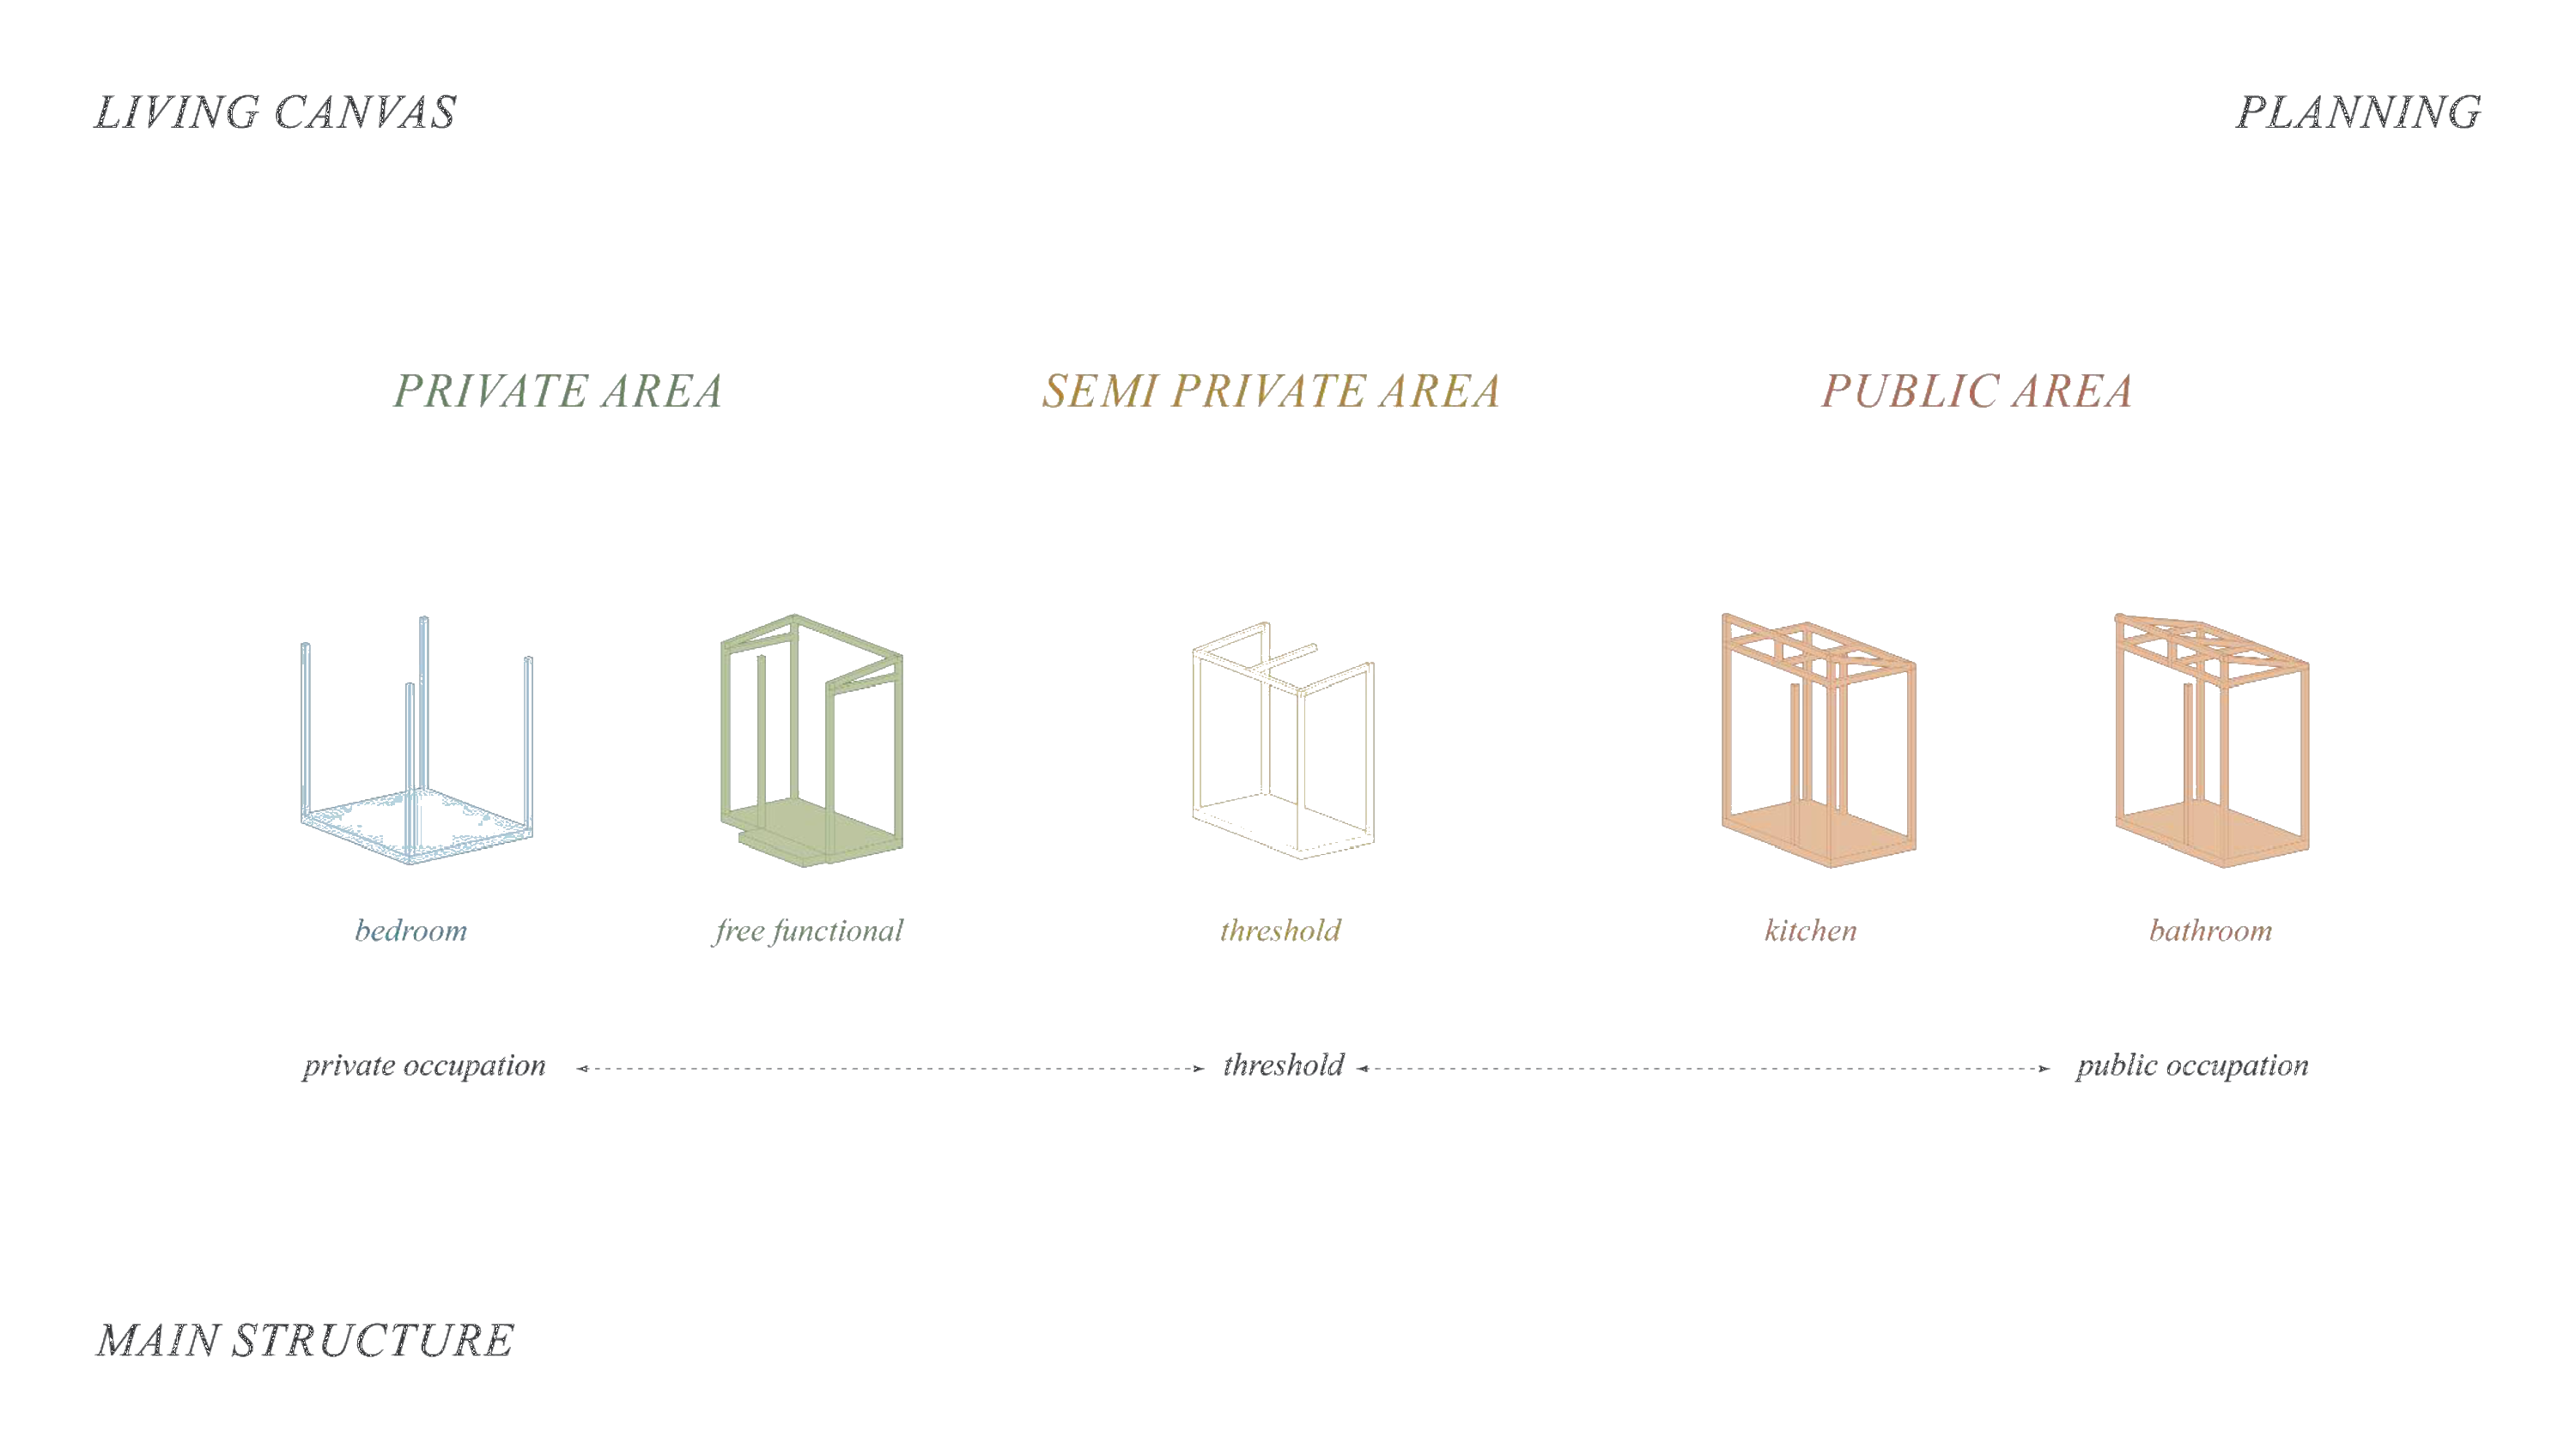 LIVING CANVAS
PLANNING
PRIVATE AREA
SEMI PRIVATE AREA
PUBLIC AREA
bedroom
free functional
threshold
kitchen
bathroom
private occupation
threshold
public occupation
MAIN STRUCTURE